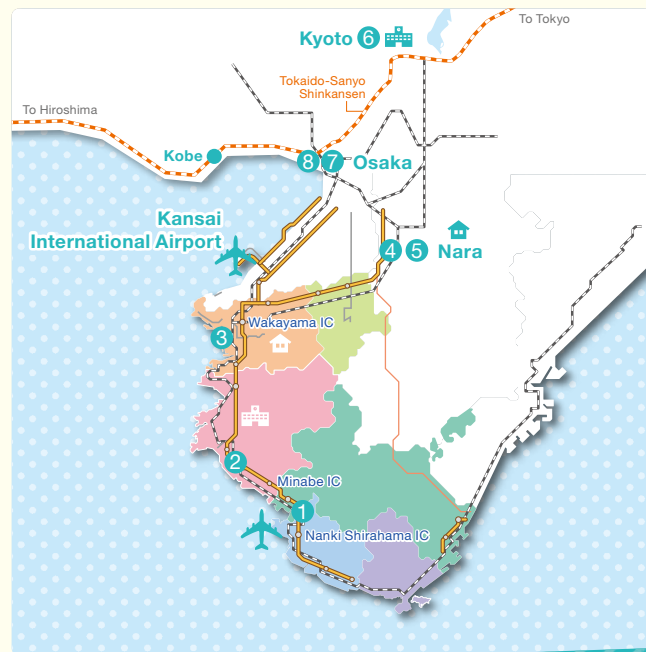 To Tokyo
Kyoto 6
Tokaido-Sanyo
Shinkansen
To Hiroshima
Kobe
8 7 Osaka
Kansai
International Airport
4 5 Nara
Wakayama IC
3
2
Minabe IC
1
Nanki Shirahama IC